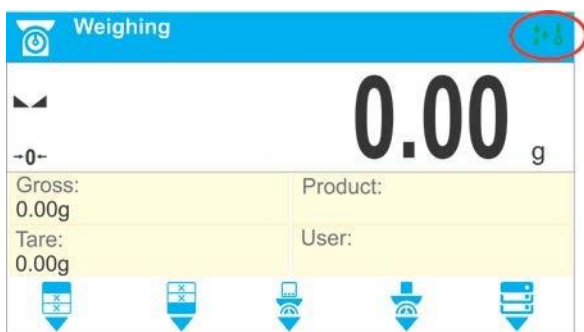 Weighing
→0←
0.00 g
Gross:
0.00g
Product:
Tare:
0.00g
User: